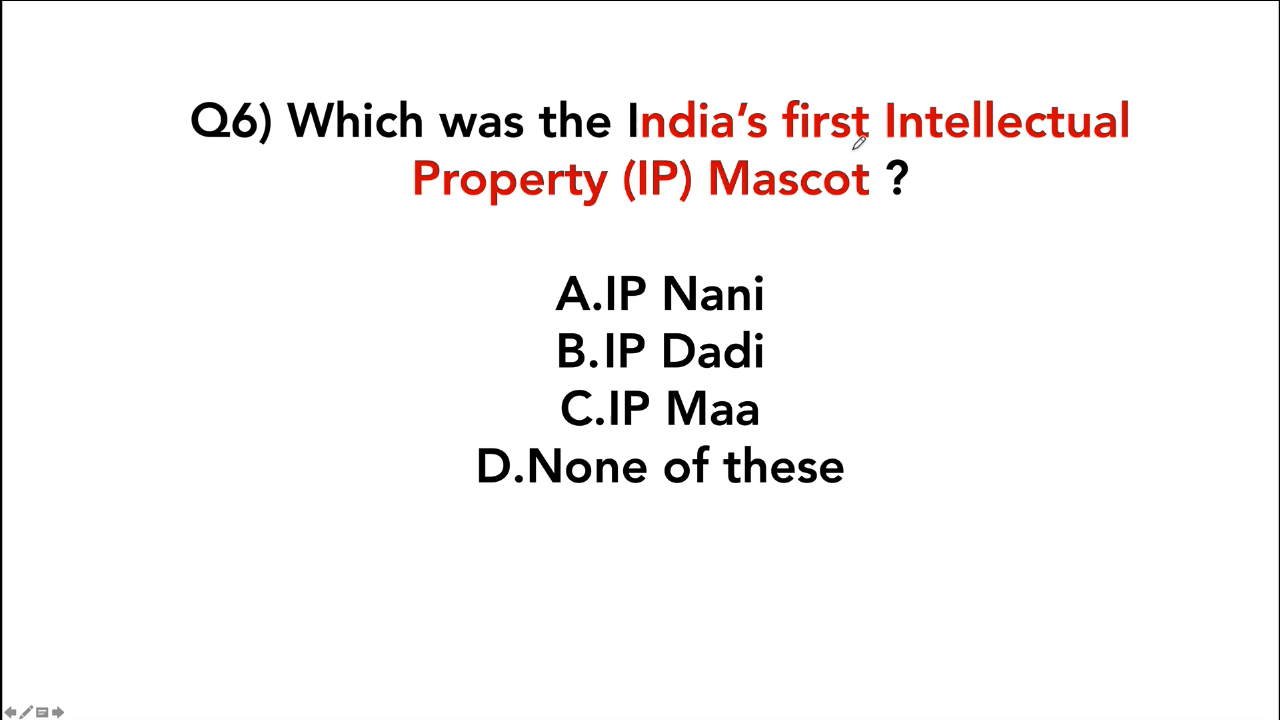 Q6) Which was the India's first Intellectual
Property (IP) Mascot ?
A.IP Nani
B.IP Dadi
C.IP Maa
D.None of these